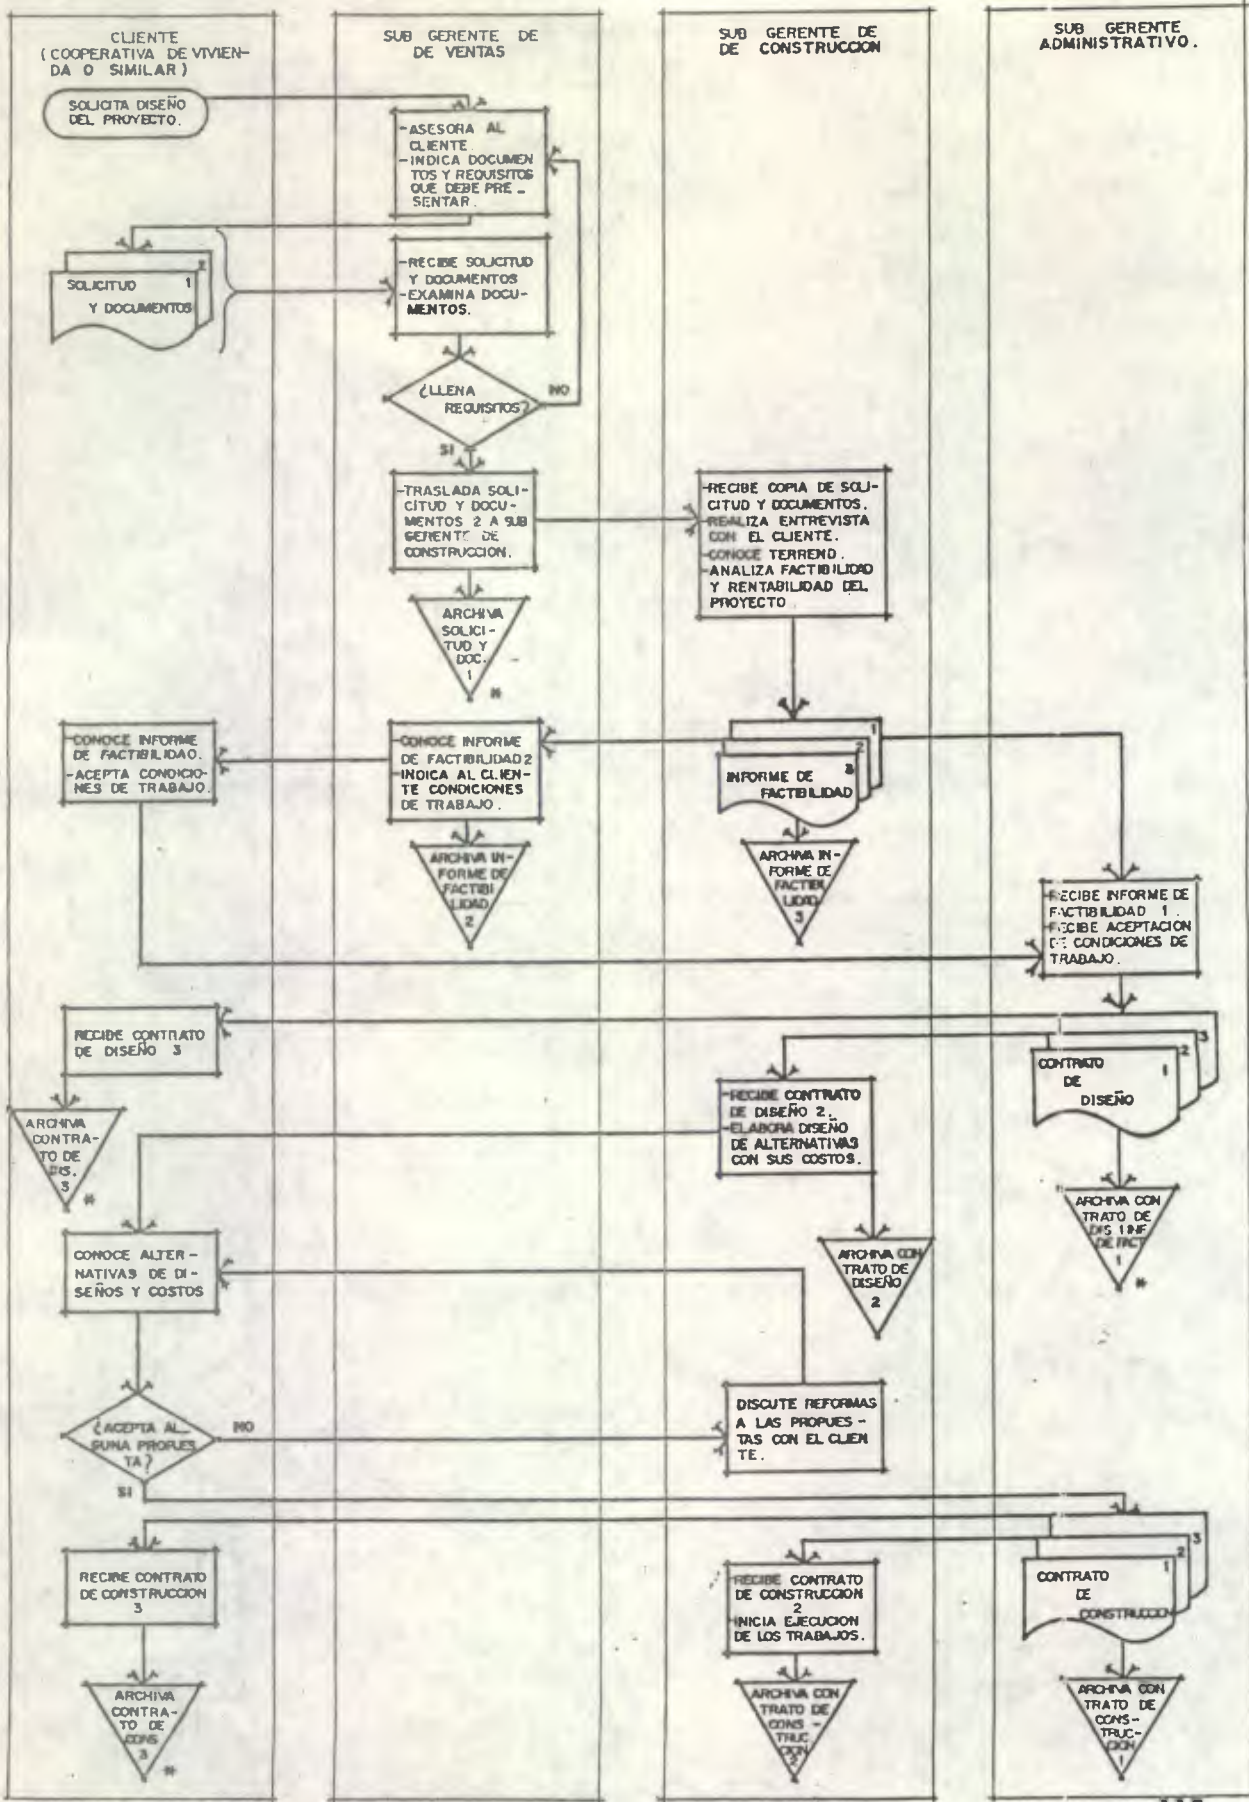 CLIENTE
(COOPERATIVA DE VIVIEN-
DA O SIMILAR)
SUB GERENTE DE
DE VENTAS
SUB GERENTE DE
DE CONSTRUCCION
SUB GERENTE
ADMINISTRATIVO.
SOLICITA DISEÑO
DEL PROYECTO.
-ASESORA AL
CLIENTE
-INDICA DOCUMEN
TOS Y REQUISITOS
QUE DEBE PRE_
SENTAR.
2
SOLICITUD 1
Y DOCUMENTOS
-RECIBE SOLICITUD
Y DOCUMENTOS
-EXAMINA DOCU-
MENTOS.
¿LLENA
REQUISITOS?
NO
SI
-TRASLADA SOLI-
CITUD Y DOCU-
MENTOS 2 A SUB
GERENTE DE
CONSTRUCCION.
-RECIBE COPIA DE SOLI-
CITUD Y DOCUMENTOS.
-REALIZA ENTREVISTA
CON EL CLIENTE.
-CONOCE TERRENO.
-ANALIZA FACTIBILIDAD
Y RENTABILIDAD DEL
PROYECTO
ARCHIVA
SOLICI-
TUD Y
DOC.
1
*
-CONOCE INFORME
DE FACTIBILIDAD.
-ACEPTA CONDICIO-
NES DE TRABAJO.
-CONOCE INFORME
DE FACTIBILIDAD 2
-INDICA AL CLIEN-
TE CONDICIONES
DE TRABAJO.
1
2
3
INFORME DE
FACTIBILIDAD
ARCHIVA IN-
FORME DE
FACTIBI
LIDAD
2
ARCHIVA IN-
FORME DE
FACTIBI
LIDAD
3
-RECIBE INFORME DE
FACTIBILIDAD 1.
-RECIBE ACEPTACION
DE CONDICIONES DE
TRABAJO.
RECIBE CONTRATO
DE DISEÑO 3
3
2
CONTRATO 1
DE
DISEÑO
-RECIBE CONTRATO
DE DISEÑO 2.
-ELABORA DISEÑO
DE ALTERNATIVAS
CON SUS COSTOS.
ARCHIVA
CONTRA-
TO DE
DIS.
3
*
ARCHIVA CON
TRATO DE
DIS 1 INF
DE FACT
1
*
CONOCE ALTER-
NATIVAS DE DI-
SEÑOS Y COSTOS
ARCHIVA CON
TRATO DE
DISEÑO
2
DISCUTE REFORMAS
A LAS PROPUES-
TAS CON EL CLIEN
TE.
¿ACEPTA AL_
GUNA PROPUES
TA?
NO
SI
RECIBE CONTRATO
DE CONSTRUCCION
3
-RECIBE CONTRATO
DE CONSTRUCCION
2
-INICIA EJECUCION
DE LOS TRABAJOS.
3
2
CONTRATO 1
DE
CONSTRUCCION
ARCHIVA
CONTRA-
TO DE
CONS
3
*
ARCHIVA CON
TRATO DE
CONS-
TRUC
CION
2
ARCHIVA CON
TRATO DE
CONS-
TRUC-
CION
1